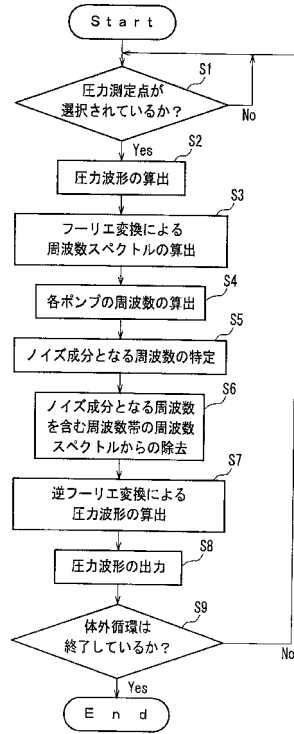 Start
S1
圧力測定点が
選択されているか？
No
Yes
S2
圧力波形の算出
S3
フーリエ変換による
周波数スペクトルの算出
S4
各ポンプの周波数の算出
S5
ノイズ成分となる周波数の特定
S6
ノイズ成分となる周波数
を含む周波数帯の周波数
スペクトルからの除去
S7
逆フーリエ変換による
圧力波形の算出
S8
圧力波形の出力
S9
体外循環は
終了しているか？
No
Yes
End